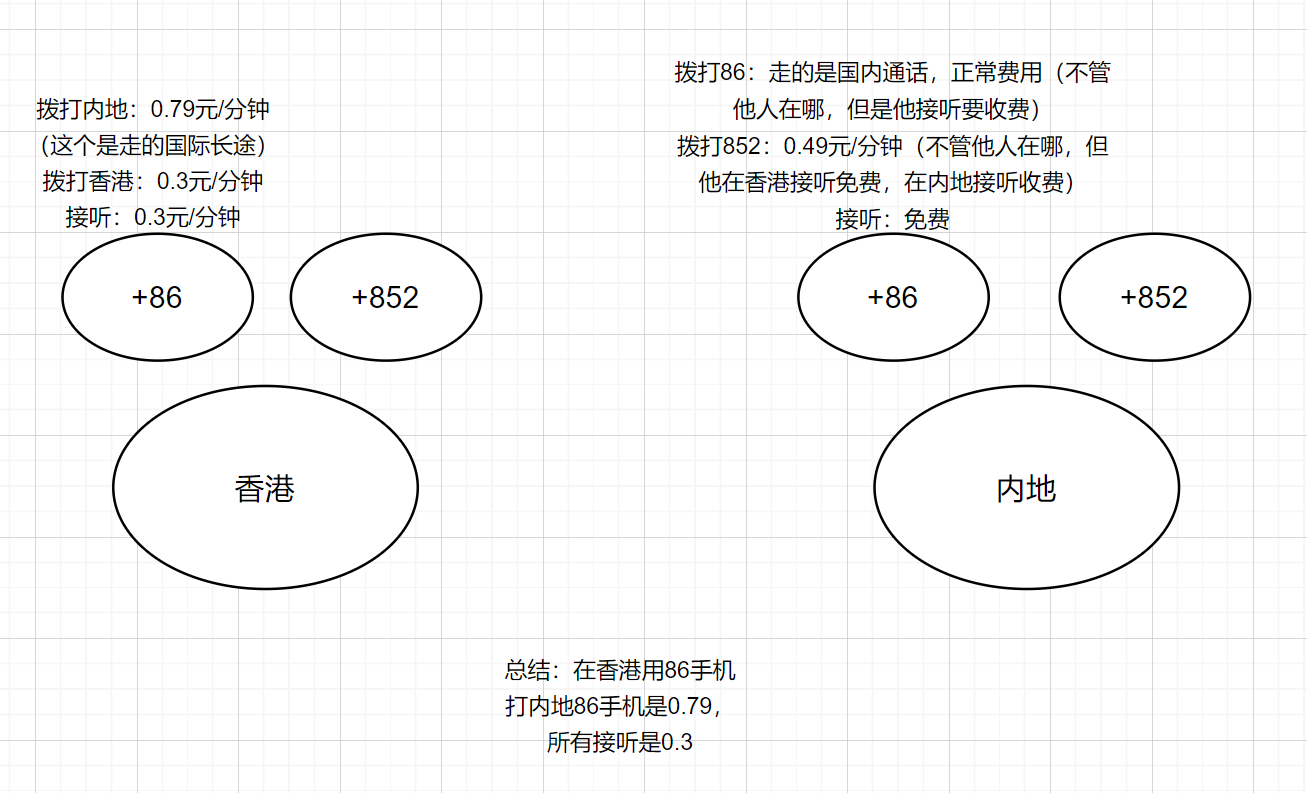 拨打内地：0.79元/分钟
（这个是走的国际长途）
拨打香港：0.3元/分钟
接听：0.3元/分钟
拨打86：走的是国内通话，正常费用（不管
他人在哪，但是他接听要收费）
拨打852：0.49元/分钟（不管他人在哪，但
他在香港接听免费，在内地接听收费）
接听：免费
+86
+852
+86
+852
香港
内地
总结：在香港用86手机
打内地86手机是0.79，
所有接听是0.3